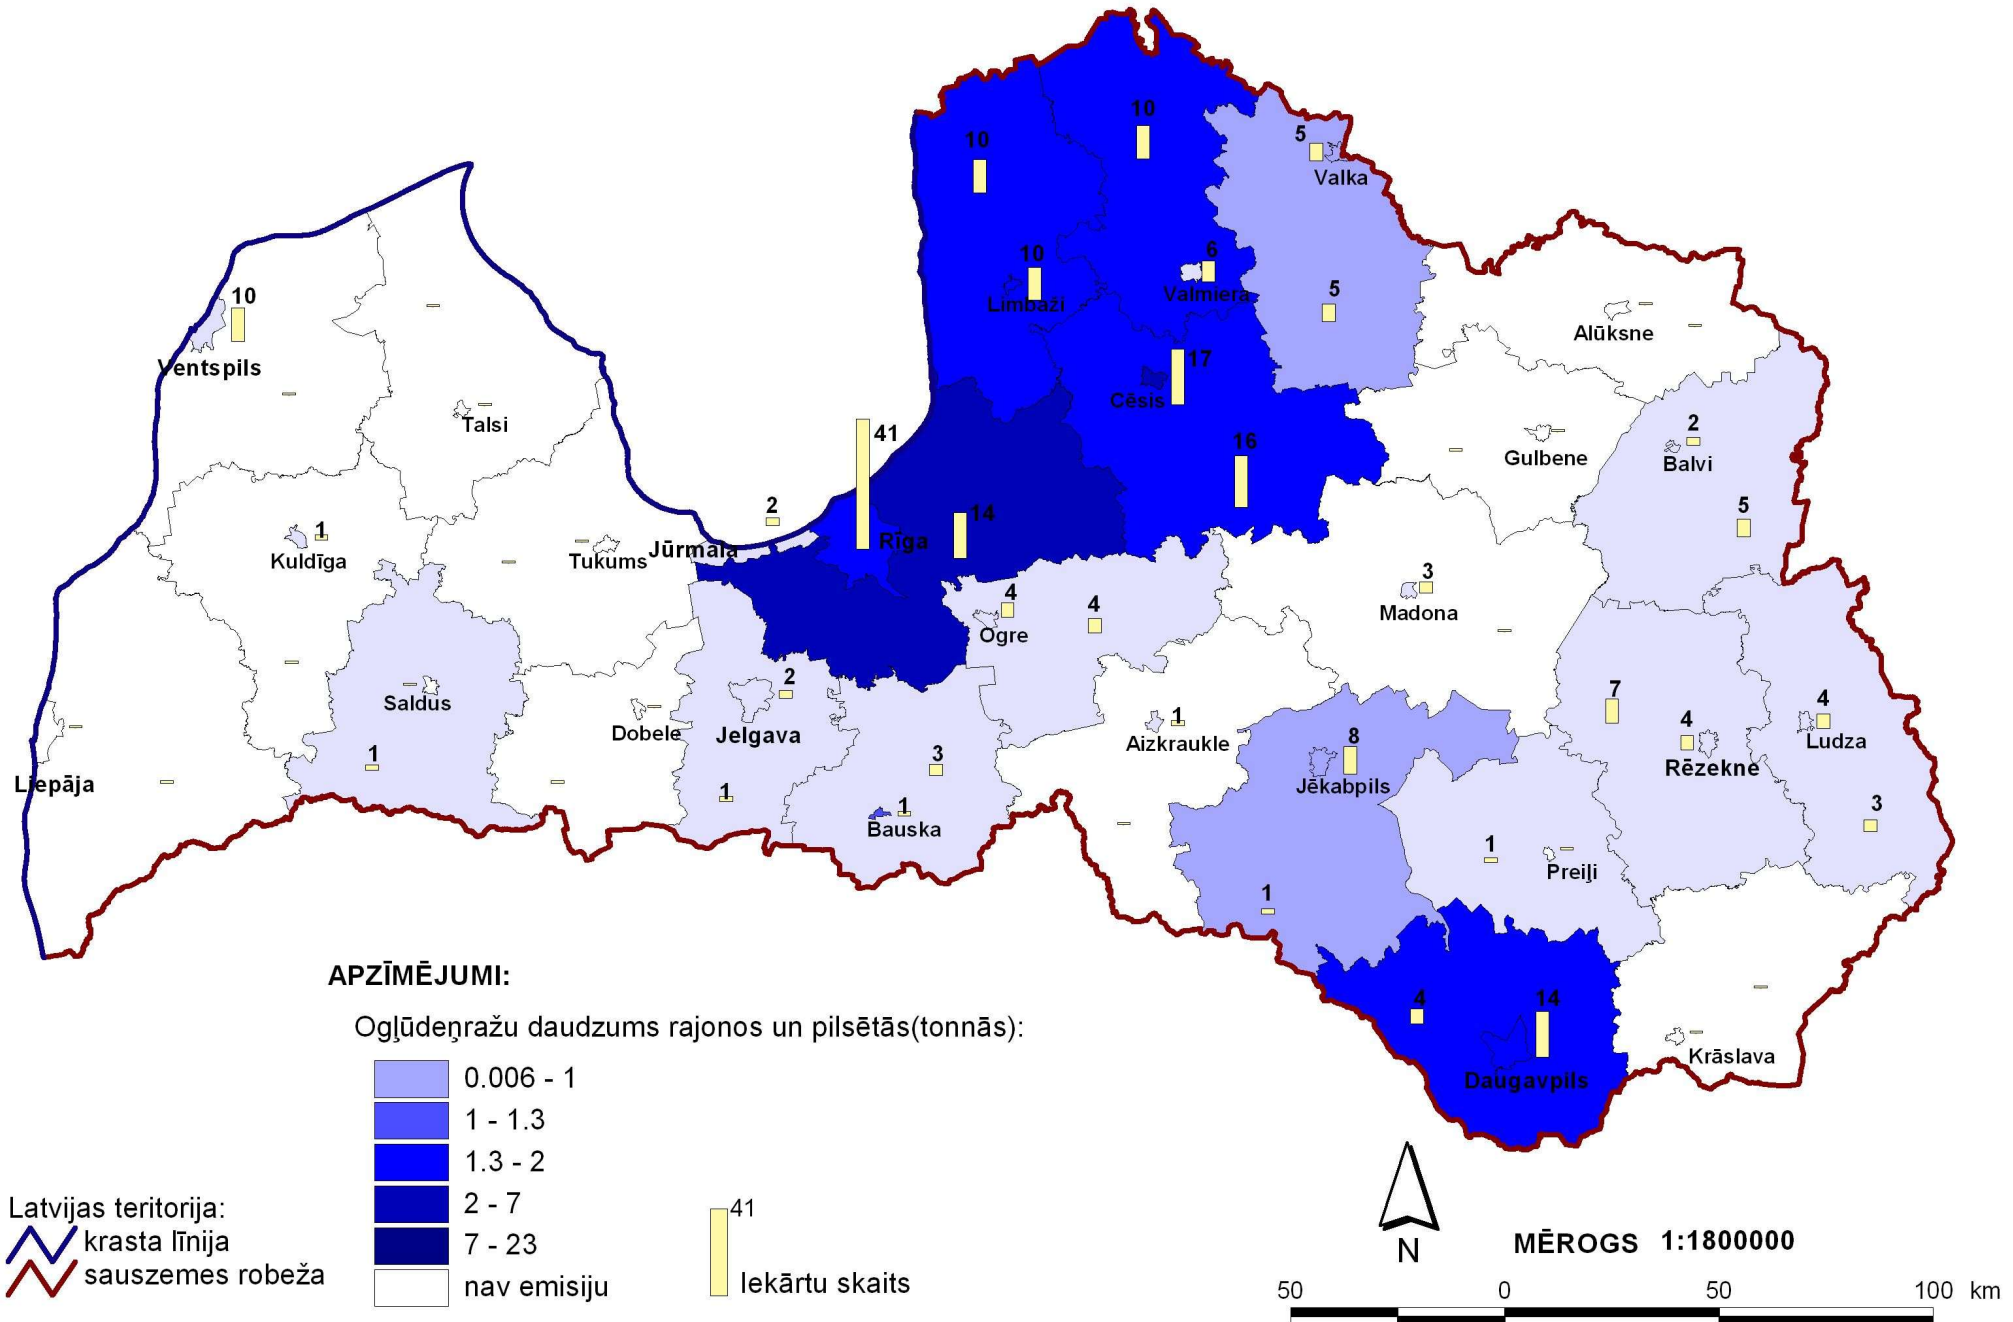 10
10
5
Valka
10
Limbaži
6
Valmiera
5
10
Ventspils
Alūksne
Talsi
17
Cēsis
41
16
Gulbene
2
Balvi
5
14
2
Rīga
1
Kuldīga
Tukums
Jūrmala
3
Madona
4
Ogre
4
Saldus
1
Dobele
2
Jelgava
1
3
1
Bauska
Liepāja
1
Aizkraukle
8
Jēkabpils
1
7
4
Rēzekne
4
Ludza
3
1
Preiļi
4
14
Daugavpils
Krāslava
APZĪMĒJUMI:
Ogļūdeņražu daudzums rajonos un pilsētās(tonnās):
0.006 - 1
1 - 1.3
1.3 - 2
2 - 7
7 - 23
nav emisiju
41
Iekārtu skaits
Latvijas teritorija:
krasta līnija
sauszemes robeža
N
MĒROGS 1:1800000
50 0 50 100 km